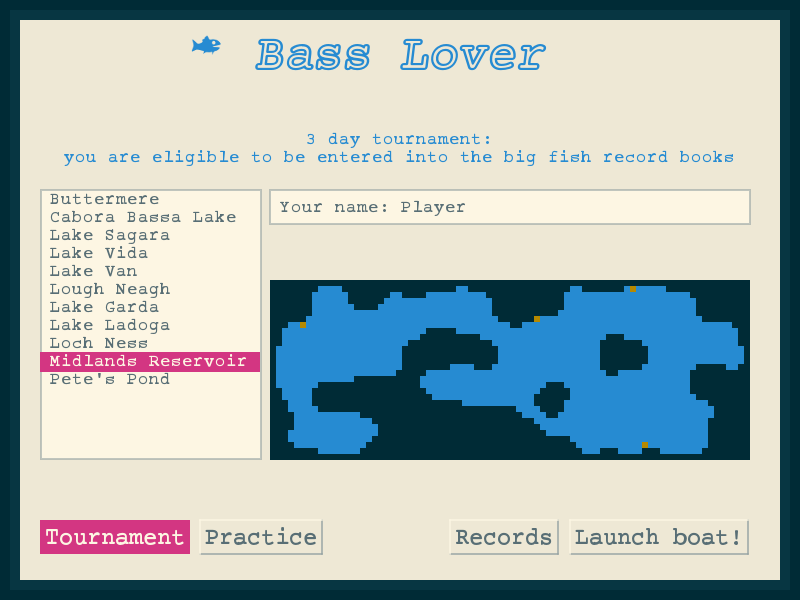 Bass Lover
3 day tournament:
you are eligible to be entered into the big fish record books
Buttermere
Cabora Bassa Lake
Lake Sagara
Lake Vida
Lake Van
Lough Neagh
Lake Garda
Lake Ladoga
Loch Ness
Midlands Reservoir
Pete's Pond
Your name: Player
Tournament
Practice
Records
Launch boat!